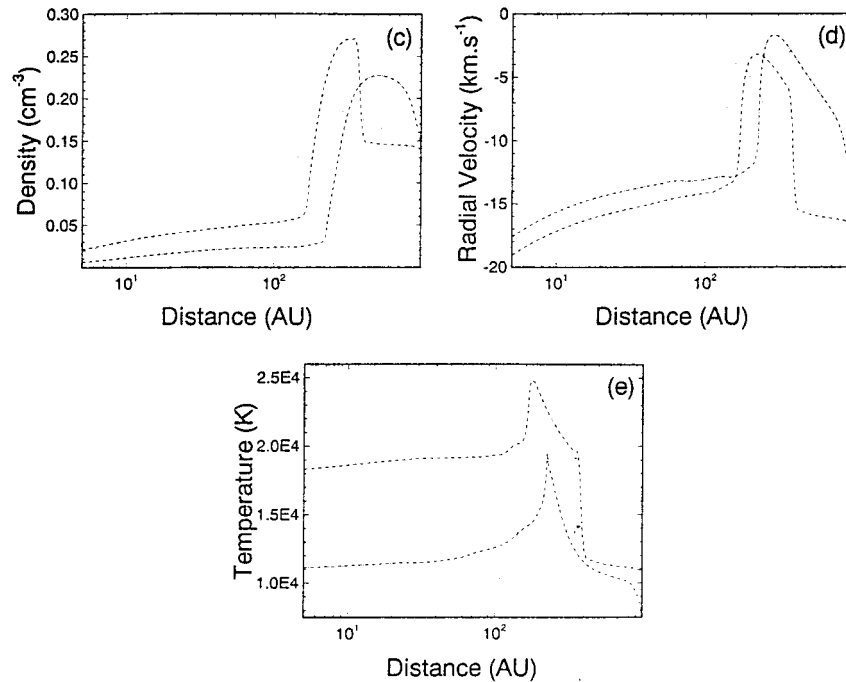 (c)
Density (cm⁻³)
0.30
0.25
0.20
0.15
0.10
0.05
10¹
10²
Distance (AU)
(d)
Radial Velocity (km.s⁻¹)
0
-5
-10
-15
-20
10¹
10²
Distance (AU)
(e)
Temperature (K)
2.5E4
2.0E4
1.5E4
1.0E4
10¹
10²
Distance (AU)